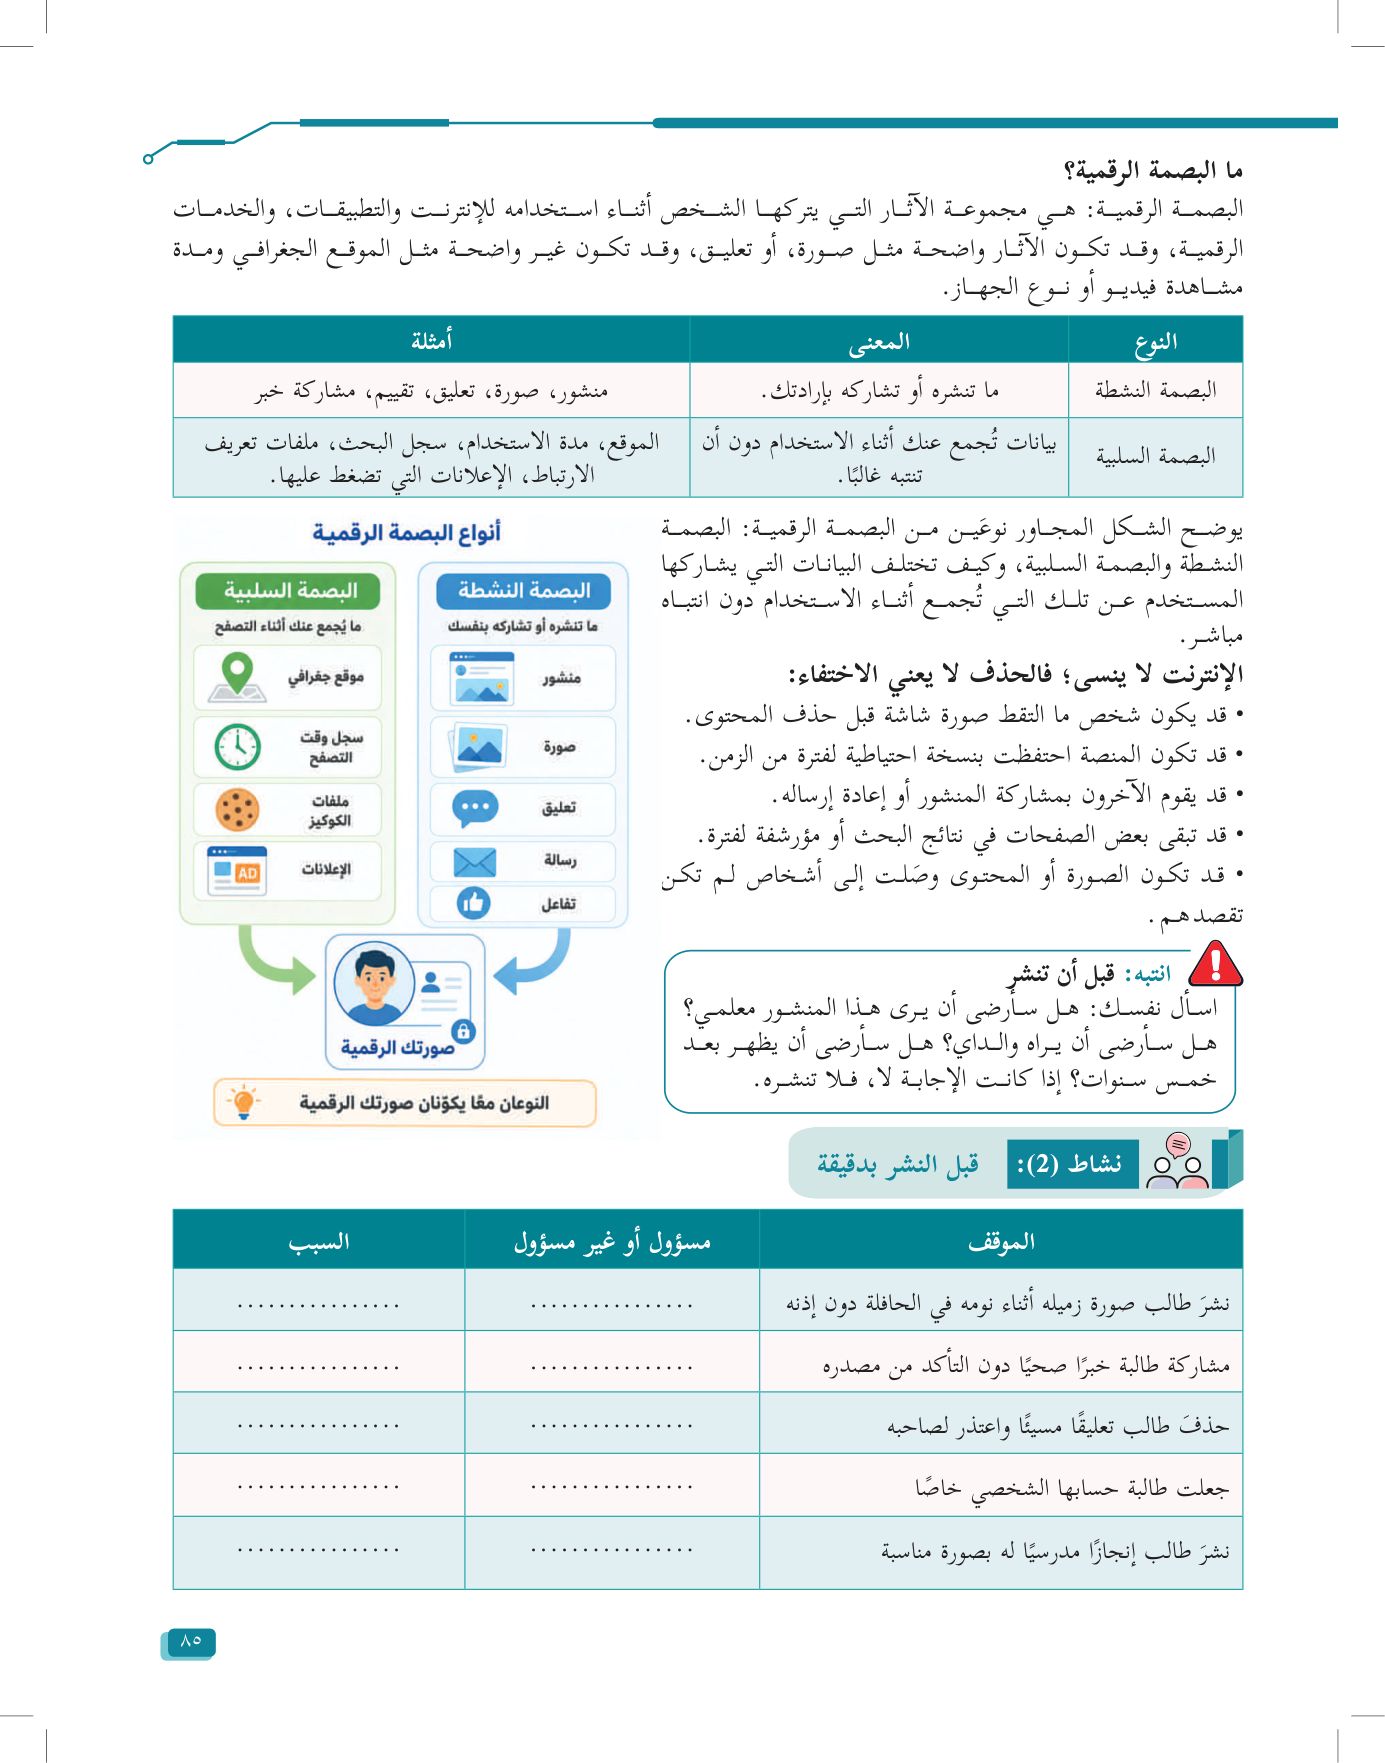 ما البصمة الرقمية؟
البصمة الرقمية: هي مجموعة الآثار التي يتركها الشخص أثناء استخدامه للإنترنت والتطبيقات، والخدمات
الرقمية، وقد تكون الآثار واضحة مثل صورة، أو تعليق، وقد تكون غير واضحة مثل الموقع الجغرافي ومدة
مشاهدة فيديو أو نوع الجهاز.
النوع المعنى أمثلة
البصمة النشطة ما تنشره أو تشاركه بإرادتك. منشور، صورة، تعليق، تقييم، مشاركة خبر
البصمة السلبية بيانات تُجمع عنك أثناء الاستخدام دون أن تنتبه غالبًا. الموقع، مدة الاستخدام، سجل البحث، ملفات تعريف الارتباط، الإعلانات التي تضغط عليها.
يوضح الشكل المجاور نوعَين من البصمة الرقمية: البصمة
النشطة والبصمة السلبية، وكيف تختلف البيانات التي يشاركها
المستخدم عن تلك التي تُجمع أثناء الاستخدام دون انتباه
مباشر.
الإنترنت لا ينسى؛ فالحذف لا يعني الاختفاء:
• قد يكون شخص ما التقط صورة شاشة قبل حذف المحتوى.
• قد تكون المنصة احتفظت بنسخة احتياطية لفترة من الزمن.
• قد يقوم الآخرون بمشاركة المنشور أو إعادة إرساله.
• قد تبقى بعض الصفحات في نتائج البحث أو مؤرشفة لفترة.
• قد تكون الصورة أو المحتوى وصَلت إلى أشخاص لم تكن
تقصدهم.
انتبه: قبل أن تنشر
اسأل نفسك: هل سأرضى أن يرى هذا المنشور معلمي؟
هل سأرضى أن يراه والداي؟ هل سأرضى أن يظهر بعد
خمس سنوات؟ إذا كانت الإجابة لا، فلا تنشره.
أنواع البصمة الرقمية
البصمة النشطة
ما تنشره أو تشاركه بنفسك
منشور
صورة
تعليق
رسالة
تفاعل
البصمة السلبية
ما يُجمع عنك أثناء التصفح
موقع جغرافي
سجل وقت
التصفح
ملفات
الكوكيز
الإعلانات
AD
صورتك الرقمية
النوعان معًا يكوّنان صورتك الرقمية
نشاط (2): قبل النشر بدقيقة
الموقف مسؤول أو غير مسؤول السبب
نشرَ طالب صورة زميله أثناء نومه في الحافلة دون إذنه ................ ................
مشاركة طالبة خبرًا صحيًا دون التأكد من مصدره ................ ................
حذفَ طالب تعليقًا مسيئًا واعتذر لصاحبه ................ ................
جعلت طالبة حسابها الشخصي خاصًا ................ ................
نشرَ طالب إنجازًا مدرسيًا له بصورة مناسبة ................ ................
٨٥